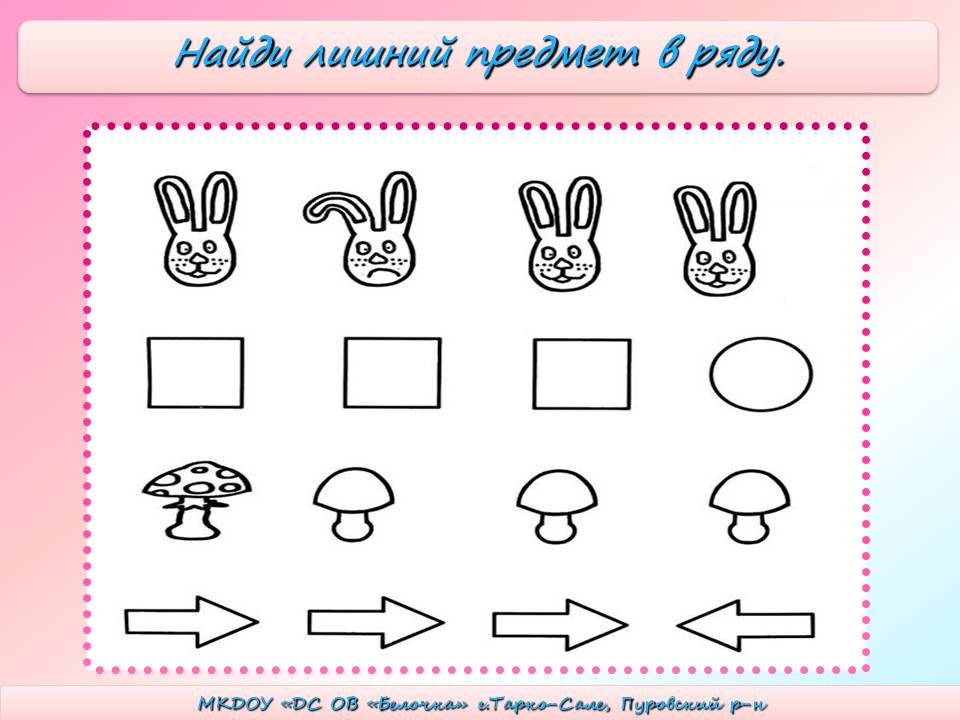 Найди лишний предмет в ряду.
МКДОУ «ДС ОВ «Белочка» г.Тарко-Сале, Пуровский р-н